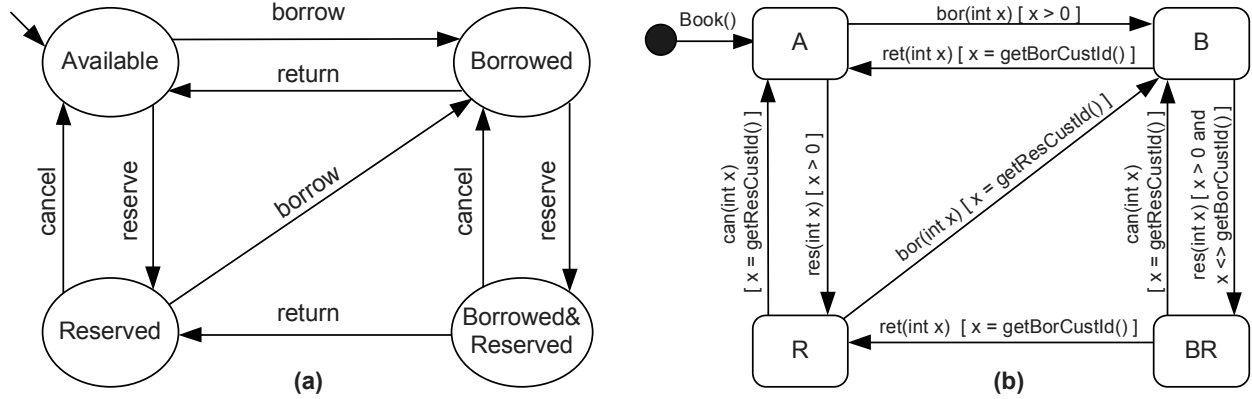 borrow
Available
Borrowed
return
cancel
reserve
borrow
cancel
reserve
Reserved
return
Borrowed&
Reserved
(a)
Book()
A
bor(int x) [ x > 0 ]
B
ret(int x) [ x = getBorCustId() ]
can(int x)
[ x = getResCustId() ]
res(int x) [ x > 0 ]
bor(int x) [ x = getResCustId() ]
can(int x)
[ x = getResCustId() ]
res(int x) [ x > 0 and
x <> getBorCustId() ]
R
ret(int x) [ x = getBorCustId() ]
BR
(b)